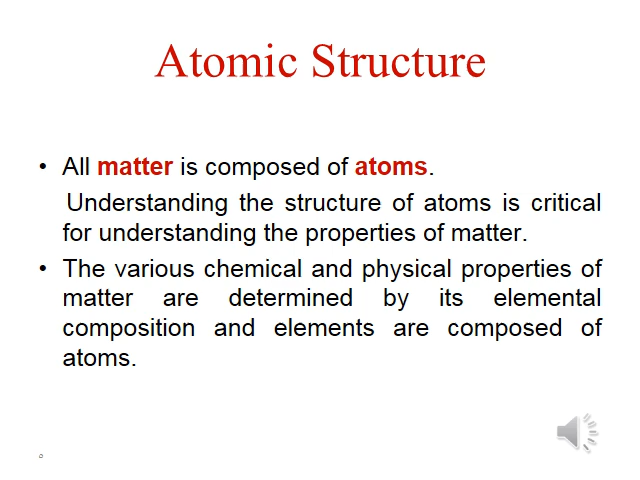 Atomic Structure
• All matter is composed of atoms.
Understanding the structure of atoms is critical
for understanding the properties of matter.
• The various chemical and physical properties of
matter are determined by its elemental
composition and elements are composed of
atoms.